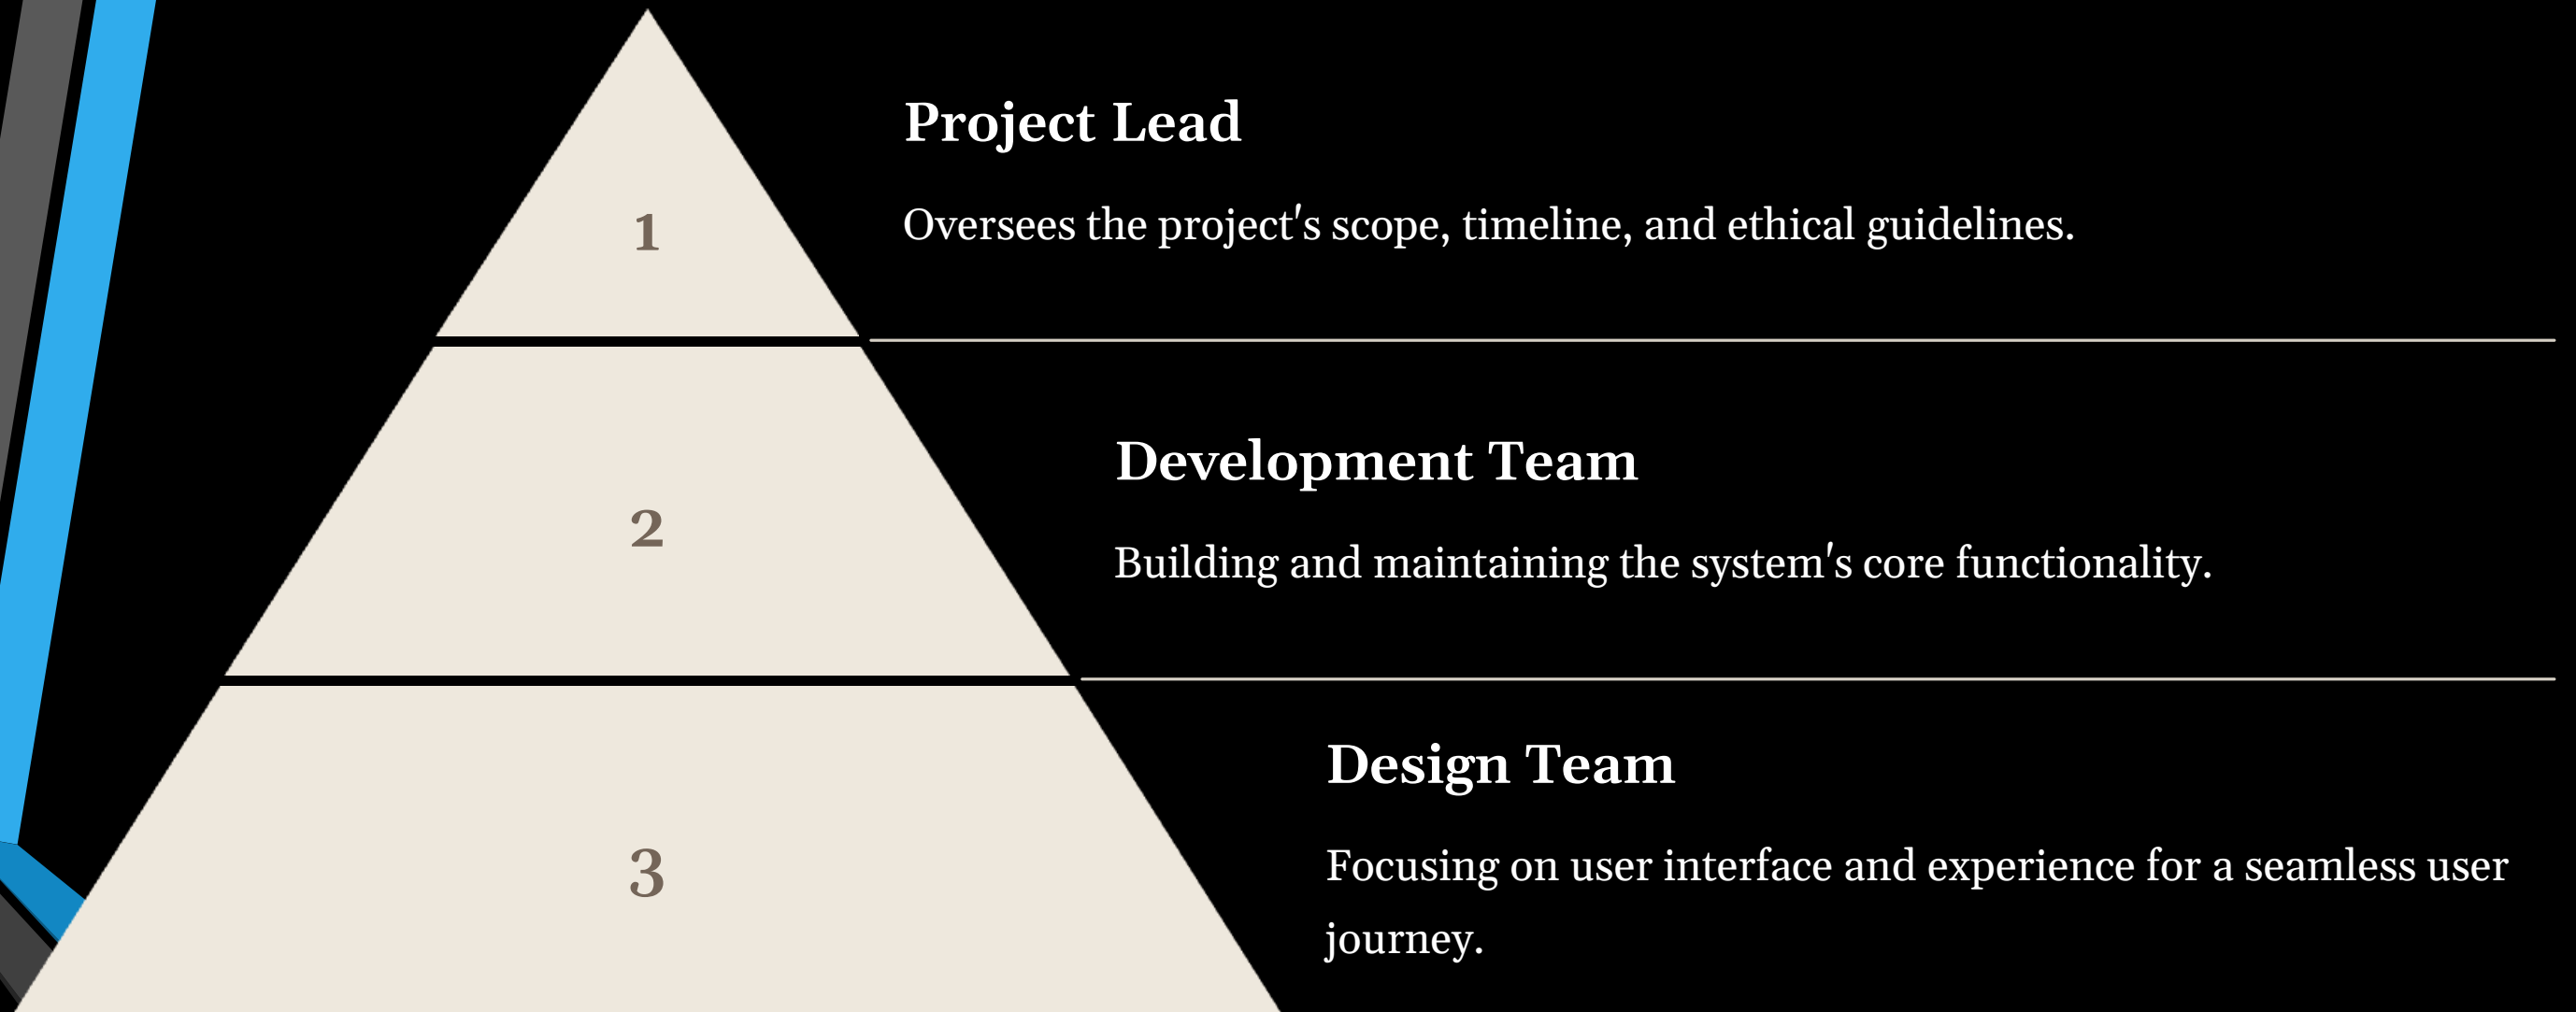 Project Lead
Oversees the project's scope, timeline, and ethical guidelines.
1
Development Team
Building and maintaining the system's core functionality.
2
Design Team
Focusing on user interface and experience for a seamless user
journey.
3